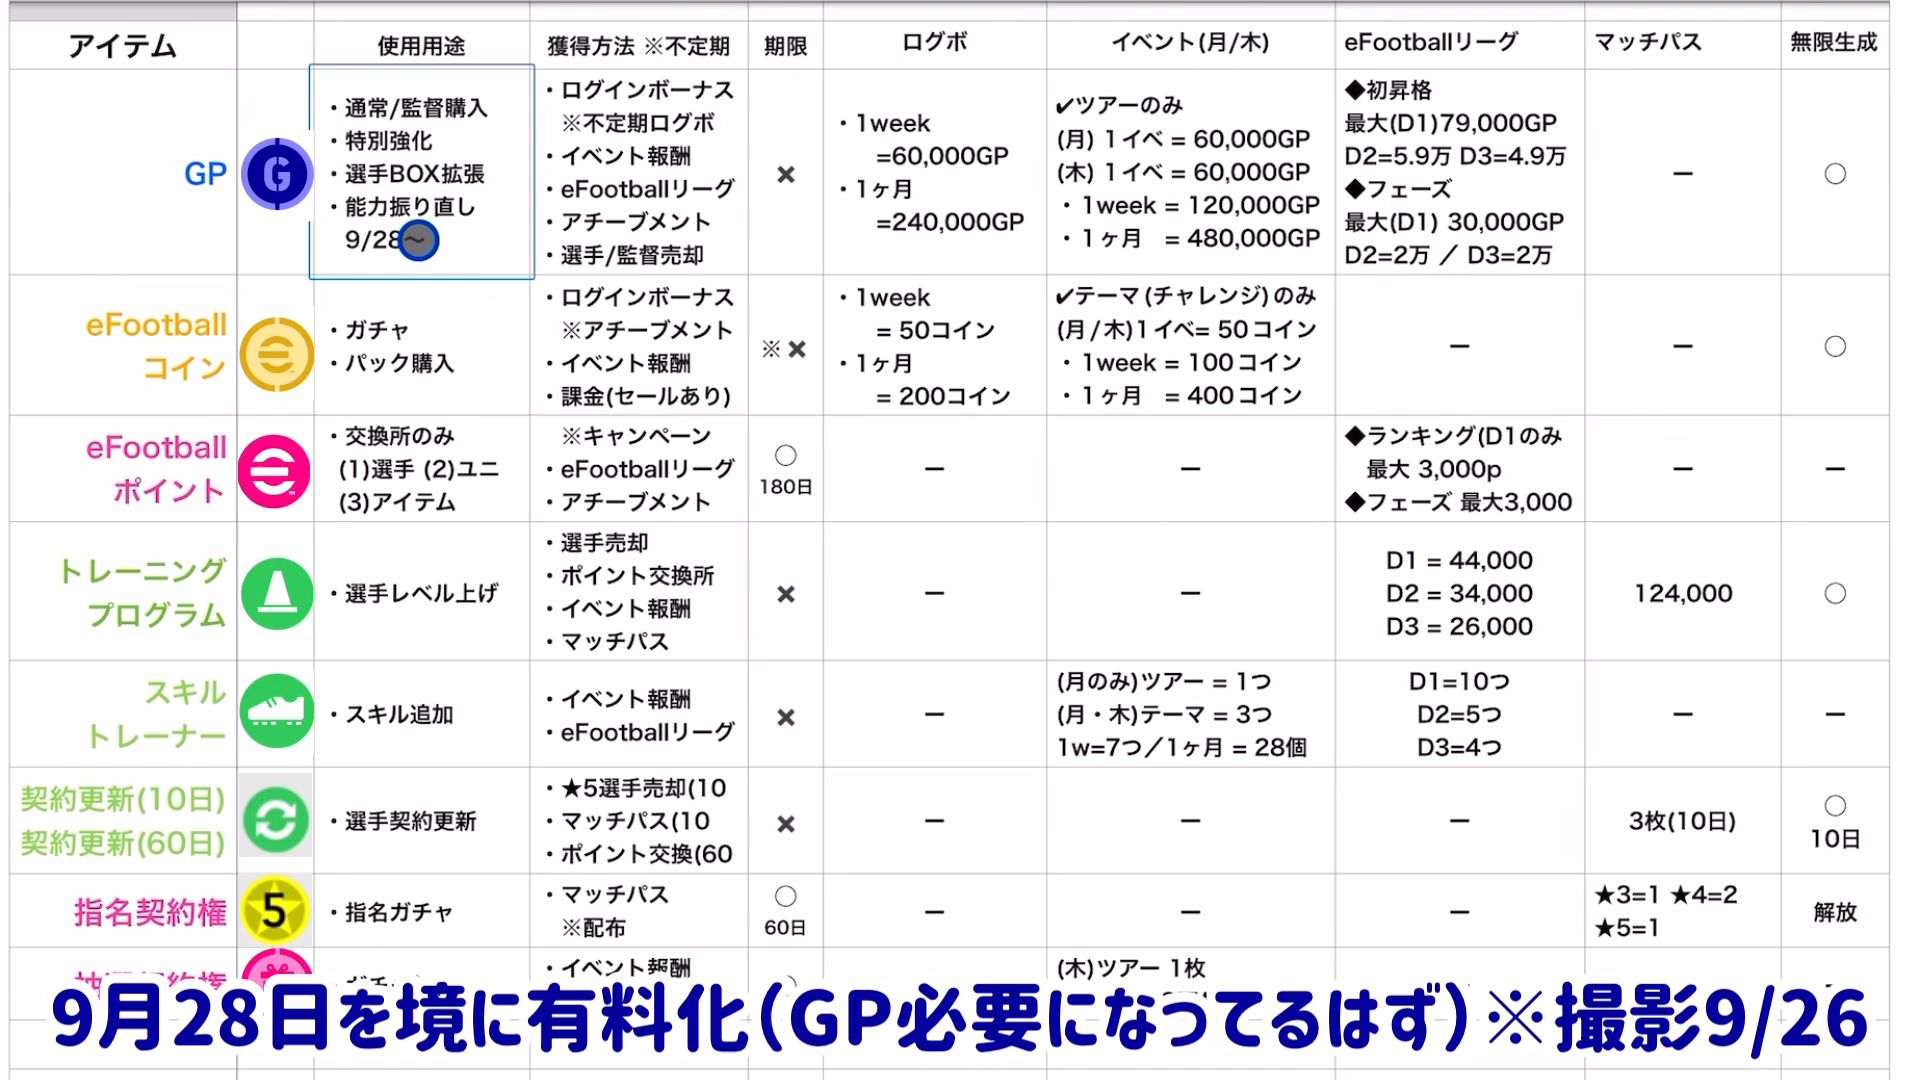 アイテム
使用用途
獲得方法 ※不定期
期限
ログボ
イベント(月/木)
eFootballリーグ
マッチパス
無限生成
GP
G
・通常/監督購入
・特別強化
・選手BOX拡張
・能力振り直し
9/28〜
・ログインボーナス
※不定期ログボ
・イベント報酬
・eFootballリーグ
・アチーブメント
・選手/監督売却
✖
・1week
=60,000GP
・1ヶ月
=240,000GP
✔ツアーのみ
(月) 1イベ = 60,000GP
(木) 1イベ = 60,000GP
・1week = 120,000GP
・1ヶ月 = 480,000GP
◆初昇格
最大(D1)79,000GP
D2=5.9万 D3=4.9万
◆フェーズ
最大(D1) 30,000GP
D2=2万 / D3=2万
ー
○
eFootball
コイン
・ガチャ
・パック購入
・ログインボーナス
※アチーブメント
・イベント報酬
・課金(セールあり)
※✖
・1week
= 50コイン
・1ヶ月
= 200コイン
✔テーマ(チャレンジ)のみ
(月/木)1イベ= 50コイン
・1week = 100コイン
・1ヶ月 = 400コイン
ー
ー
○
eFootball
ポイント
・交換所のみ
(1)選手 (2)ユニ
(3)アイテム
※キャンペーン
・eFootballリーグ
・アチーブメント
○
180日
ー
ー
◆ランキング(D1のみ
最大 3,000p
◆フェーズ 最大3,000
ー
ー
トレーニング
プログラム
・選手レベル上げ
・選手売却
・ポイント交換所
・イベント報酬
・マッチパス
✖
ー
ー
D1 = 44,000
D2 = 34,000
D3 = 26,000
124,000
○
スキル
トレーナー
・スキル追加
・イベント報酬
・eFootballリーグ
✖
ー
(月のみ)ツアー = 1つ
(月・木)テーマ = 3つ
1w=7つ/1ヶ月 = 28個
D1=10つ
D2=5つ
D3=4つ
ー
ー
契約更新(10日)
契約更新(60日)
・選手契約更新
・★5選手売却(10
・マッチパス(10
・ポイント交換(60
✖
ー
ー
ー
3枚(10日)
○
10日
指名契約権
5
・指名ガチャ
・マッチパス
※配布
○
60日
ー
ー
ー
★3=1 ★4=2
★5=1
解放
・イベント報酬
(木)ツアー 1枚
9月28日を境に有料化(GP必要になってるはず)※撮影9/26